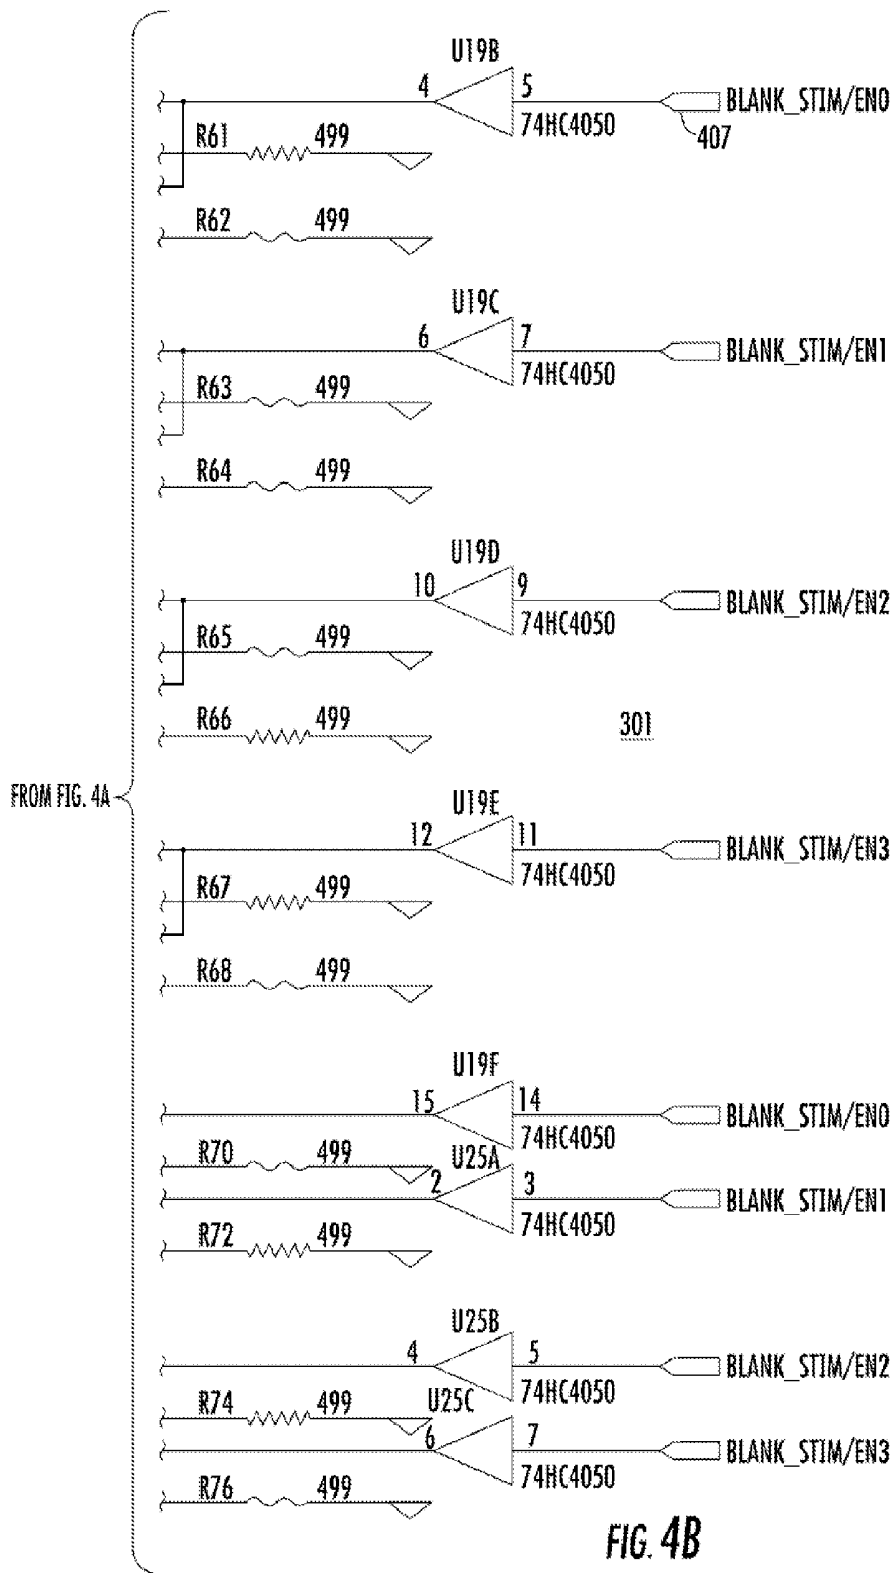 U19B
4 5 BLANK_STIM/EN0
74HC4050
407
R61 499
R62 499
U19C
6 7 BLANK_STIM/EN1
74HC4050
R63 499
R64 499
U19D
10 9 BLANK_STIM/EN2
74HC4050
R65 499
R66 499
301
FROM FIG. 4A
U19E
12 11 BLANK_STIM/EN3
74HC4050
R67 499
R68 499
U19F
15 14 BLANK_STIM/EN0
74HC4050
R70 499
U25A
2 3 BLANK_STIM/EN1
74HC4050
R72 499
U25B
4 5 BLANK_STIM/EN2
74HC4050
R74 499
U25C
6 7 BLANK_STIM/EN3
74HC4050
R76 499
FIG. 4B